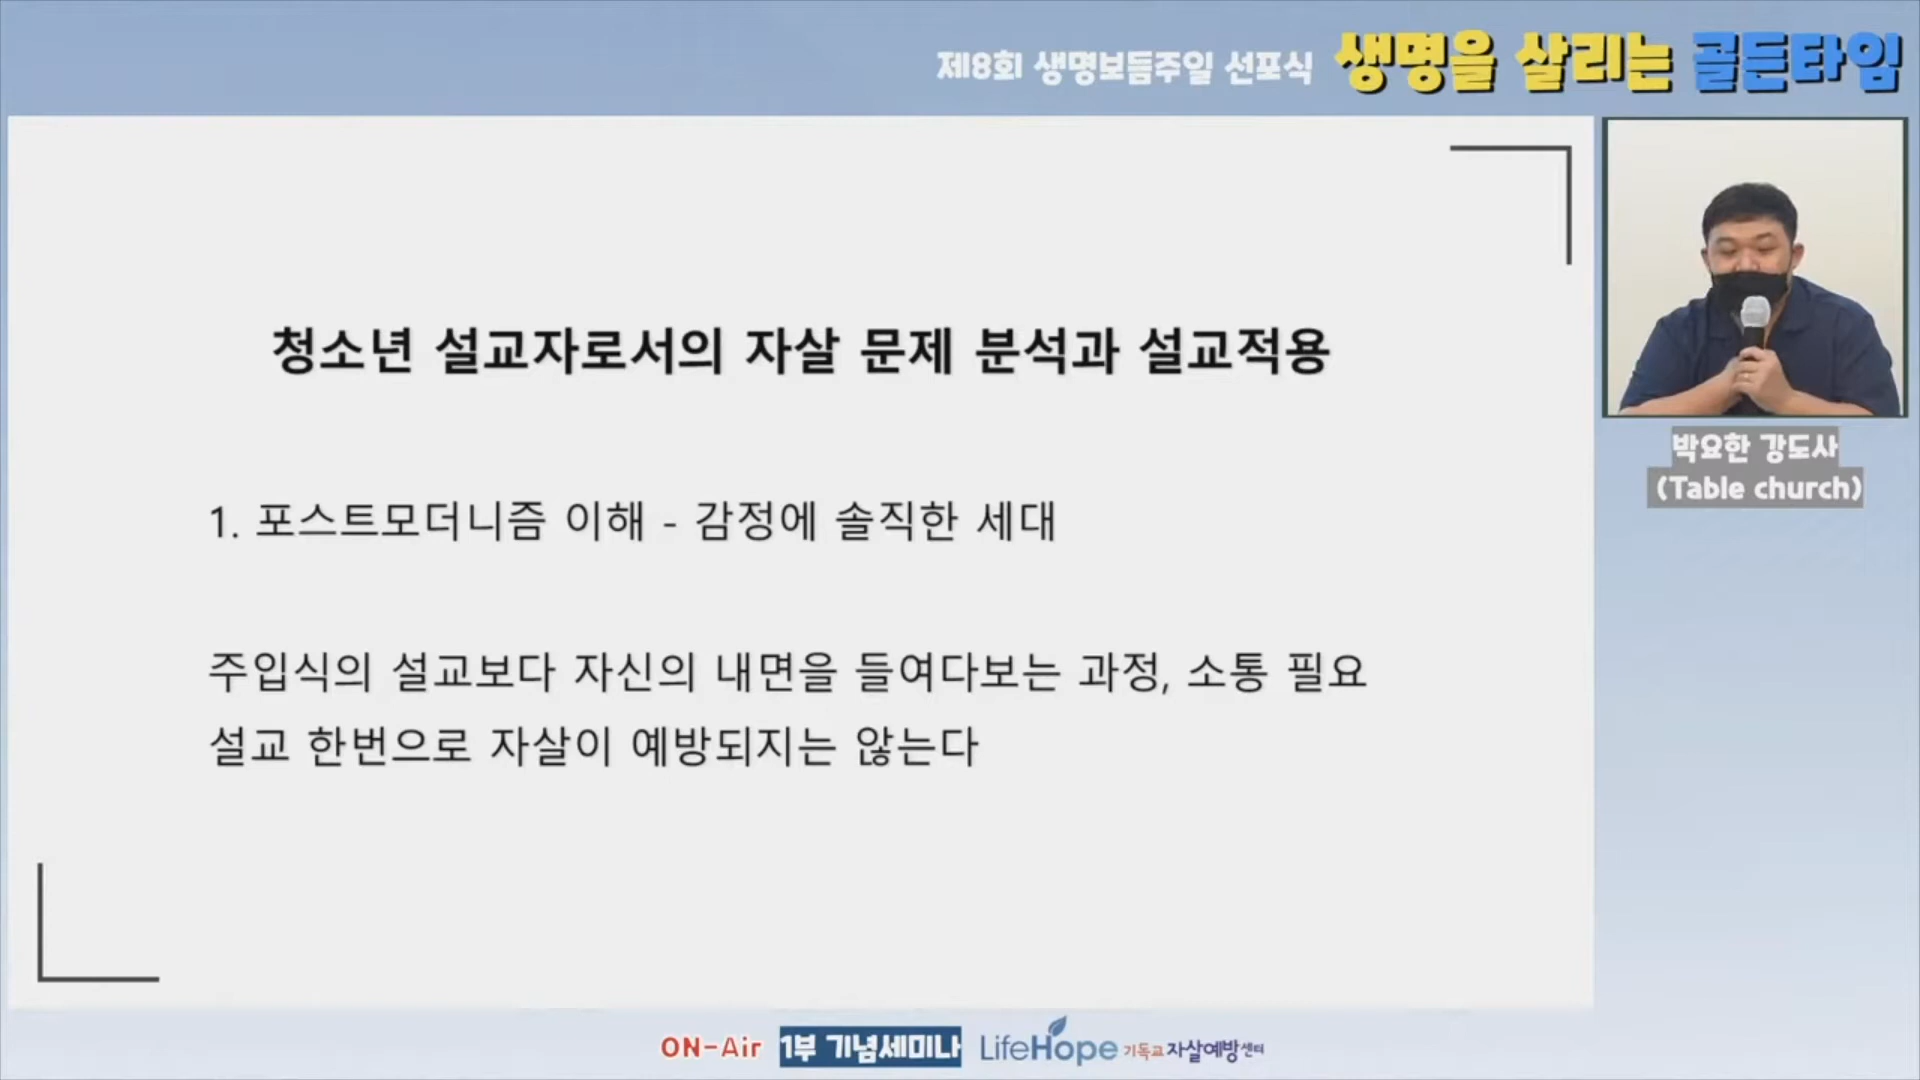 제8회 생명보듬주일 선포식 생명을 살리는 골든타임
청소년 설교자로서의 자살 문제 분석과 설교적용
1. 포스트모더니즘 이해 - 감정에 솔직한 세대
주입식의 설교보다 자신의 내면을 들여다보는 과정, 소통 필요
설교 한번으로 자살이 예방되지는 않는다
박요한 강도사
(Table church)
ON-Air 1부 기념세미나 LifeHope 기독교자살예방센터